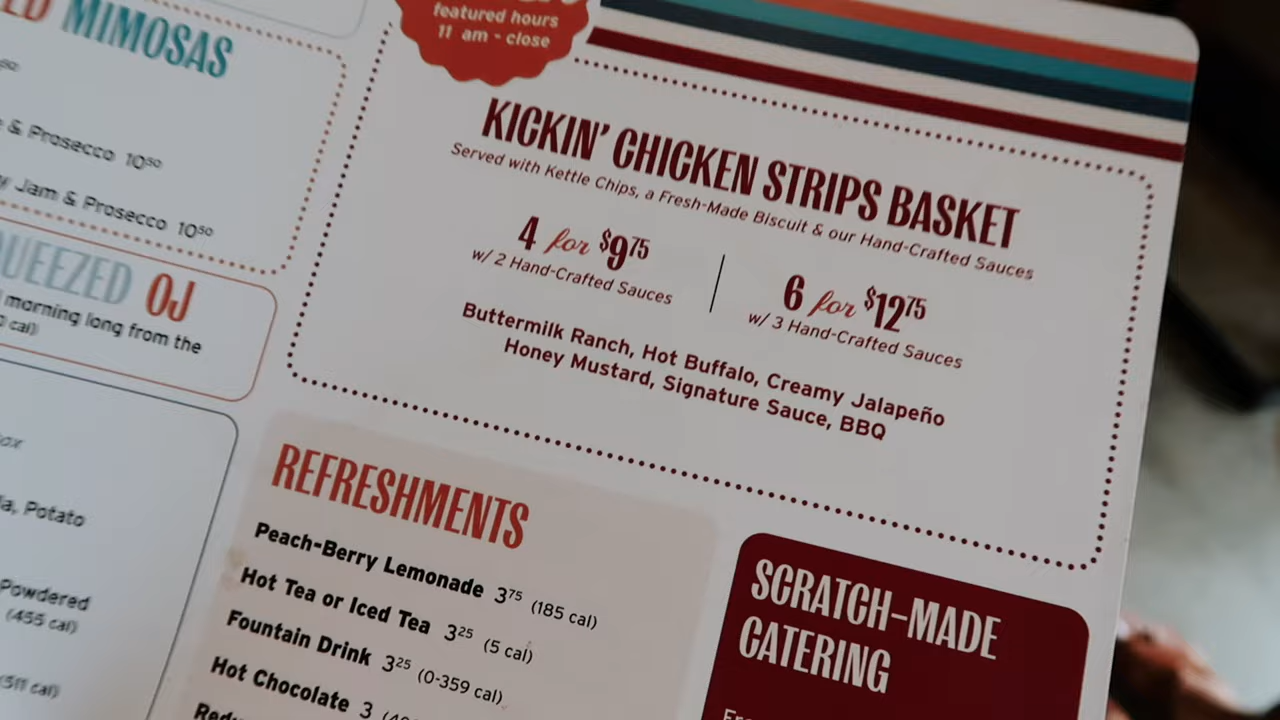 MIMOSAS
& Prosecco 10⁵⁰
Jam & Prosecco 10⁵⁰
OJ
morning long from the
cal)
Potato
Powdered
(455 cal)
(511 cal)
featured hours
11 am - close
KICKIN' CHICKEN STRIPS BASKET
Served with Kettle Chips, a Fresh-Made Biscuit & our Hand-Crafted Sauces
4 for $9⁷⁵
w/ 2 Hand-Crafted Sauces
6 for $12⁷⁵
w/ 3 Hand-Crafted Sauces
Buttermilk Ranch, Hot Buffalo, Creamy Jalapeño
Honey Mustard, Signature Sauce, BBQ
REFRESHMENTS
Peach-Berry Lemonade 3⁷⁵ (185 cal)
Hot Tea or Iced Tea 3²⁵ (5 cal)
Fountain Drink 3²⁵ (0-359 cal)
Hot Chocolate 3
SCRATCH-MADE
CATERING